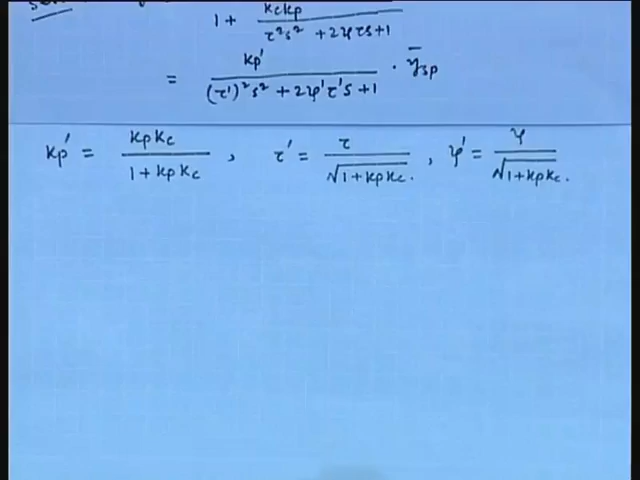 1 + KcKp / τ²s² + 2ψτs+1
= Kp' / (τ')²s² + 2ψ'τ's+1 · ȳsp
Kp' = KpKc / 1+KpKc , τ' = τ / √1+KpKc. , ψ' = ψ / √1+KpKc.